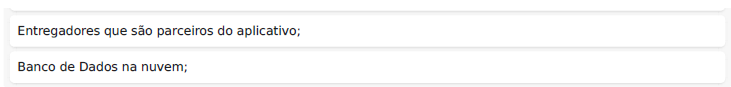 Entregadores que são parceiros do aplicativo;
Banco de Dados na nuvem;